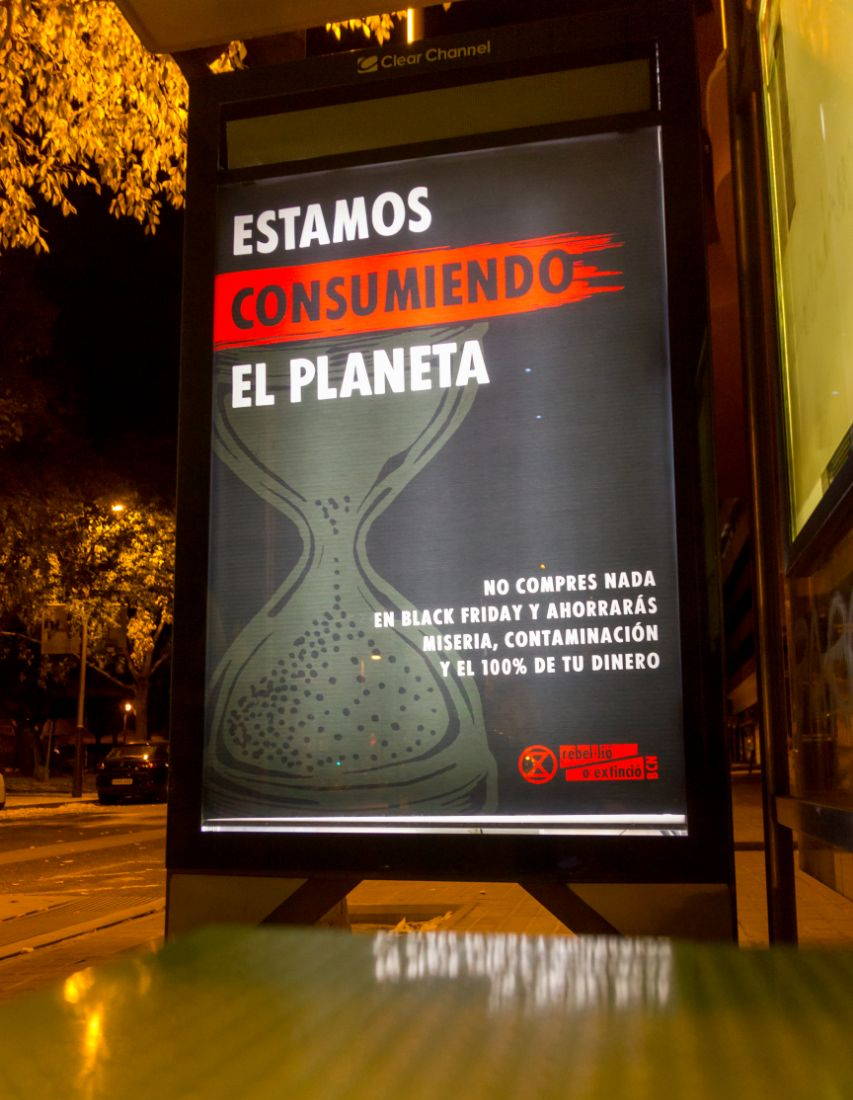 Clear Channel
ESTAMOS
CONSUMIENDO
EL PLANETA
NO COMPRES NADA
EN BLACK FRIDAY Y AHORRARÁS
MISERIA, CONTAMINACIÓN
Y EL 100% DE TU DINERO
rebel·lió
o extinció
BCN